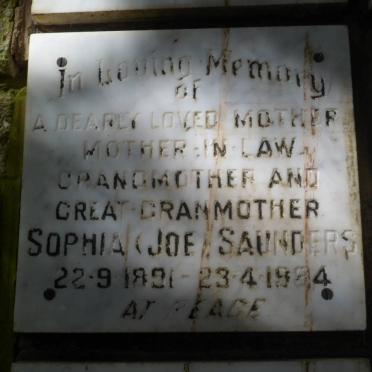 In Loving Memory
of
A DEARLY LOVED MOTHER
MOTHER-IN-LAW
GRANDMOTHER AND
GREAT-GRANMOTHER
SOPHIA (JOE) SAUNDERS
22-9-1891 - 23-4-1984
AT PEACE